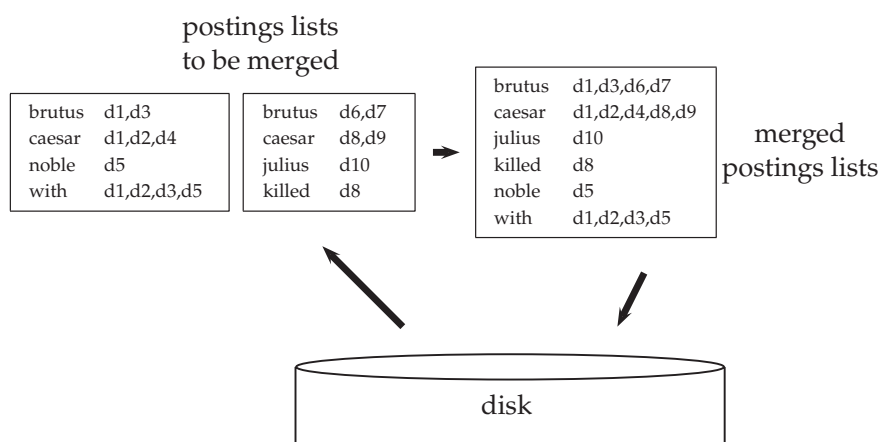 postings lists
to be merged
brutus d1,d3
caesar d1,d2,d4
noble d5
with d1,d2,d3,d5
brutus d6,d7
caesar d8,d9
julius d10
killed d8
brutus d1,d3,d6,d7
caesar d1,d2,d4,d8,d9
julius d10
killed d8
noble d5
with d1,d2,d3,d5
merged
postings lists
disk